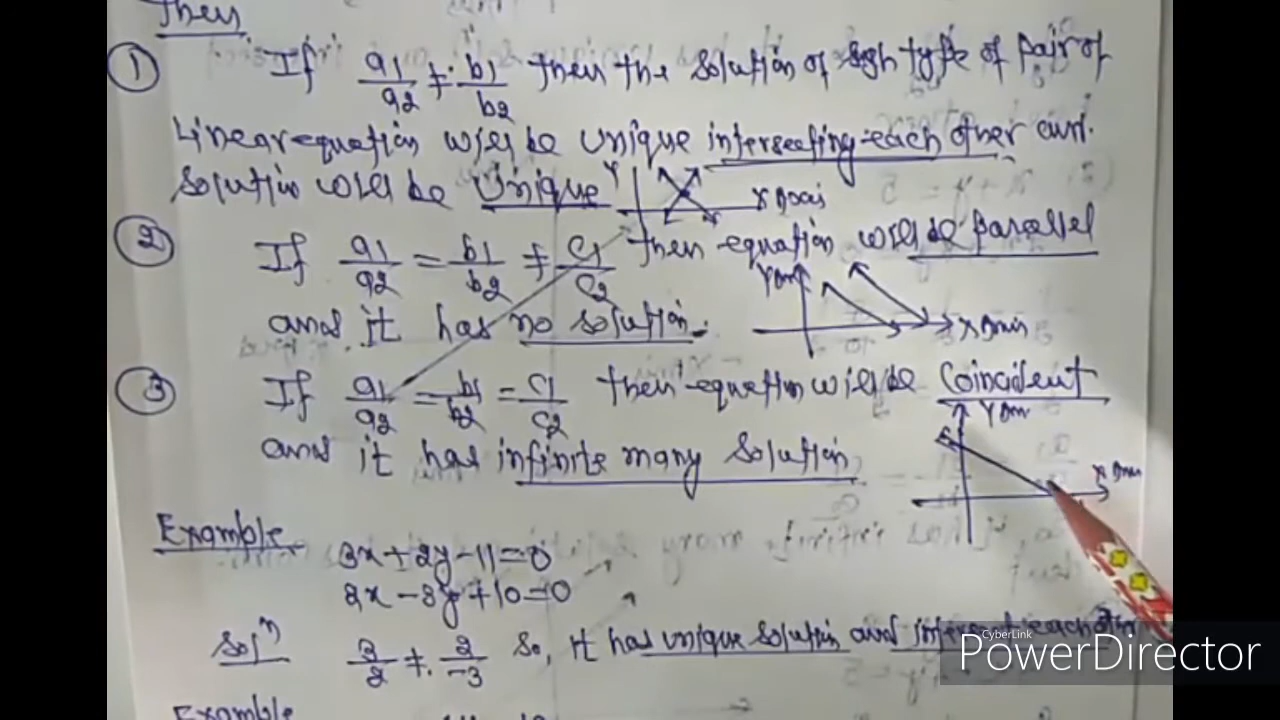 Then
① If a1/a2 ≠ b1/b2 then the solution of such type of pair of
Linear equation will be unique intersecting each other and.
solution will be Unique Y X Axis
② If a1/a2 = b1/b2 ≠ c1/c2 then equation will be parallel
Y Axis
and it has no solution. X Axis
③ If a1/a2 = b1/b2 = c1/c2 then equation will be Coincident
Y Axis
and it has infinite many solution X Axis
Example
3x + 2y - 11 = 0
2x - 3y + 10 = 0
Solⁿ 3/2 ≠ 2/-3 So, it has unique solution and intersect each other
CyberLink
PowerDirector
Example